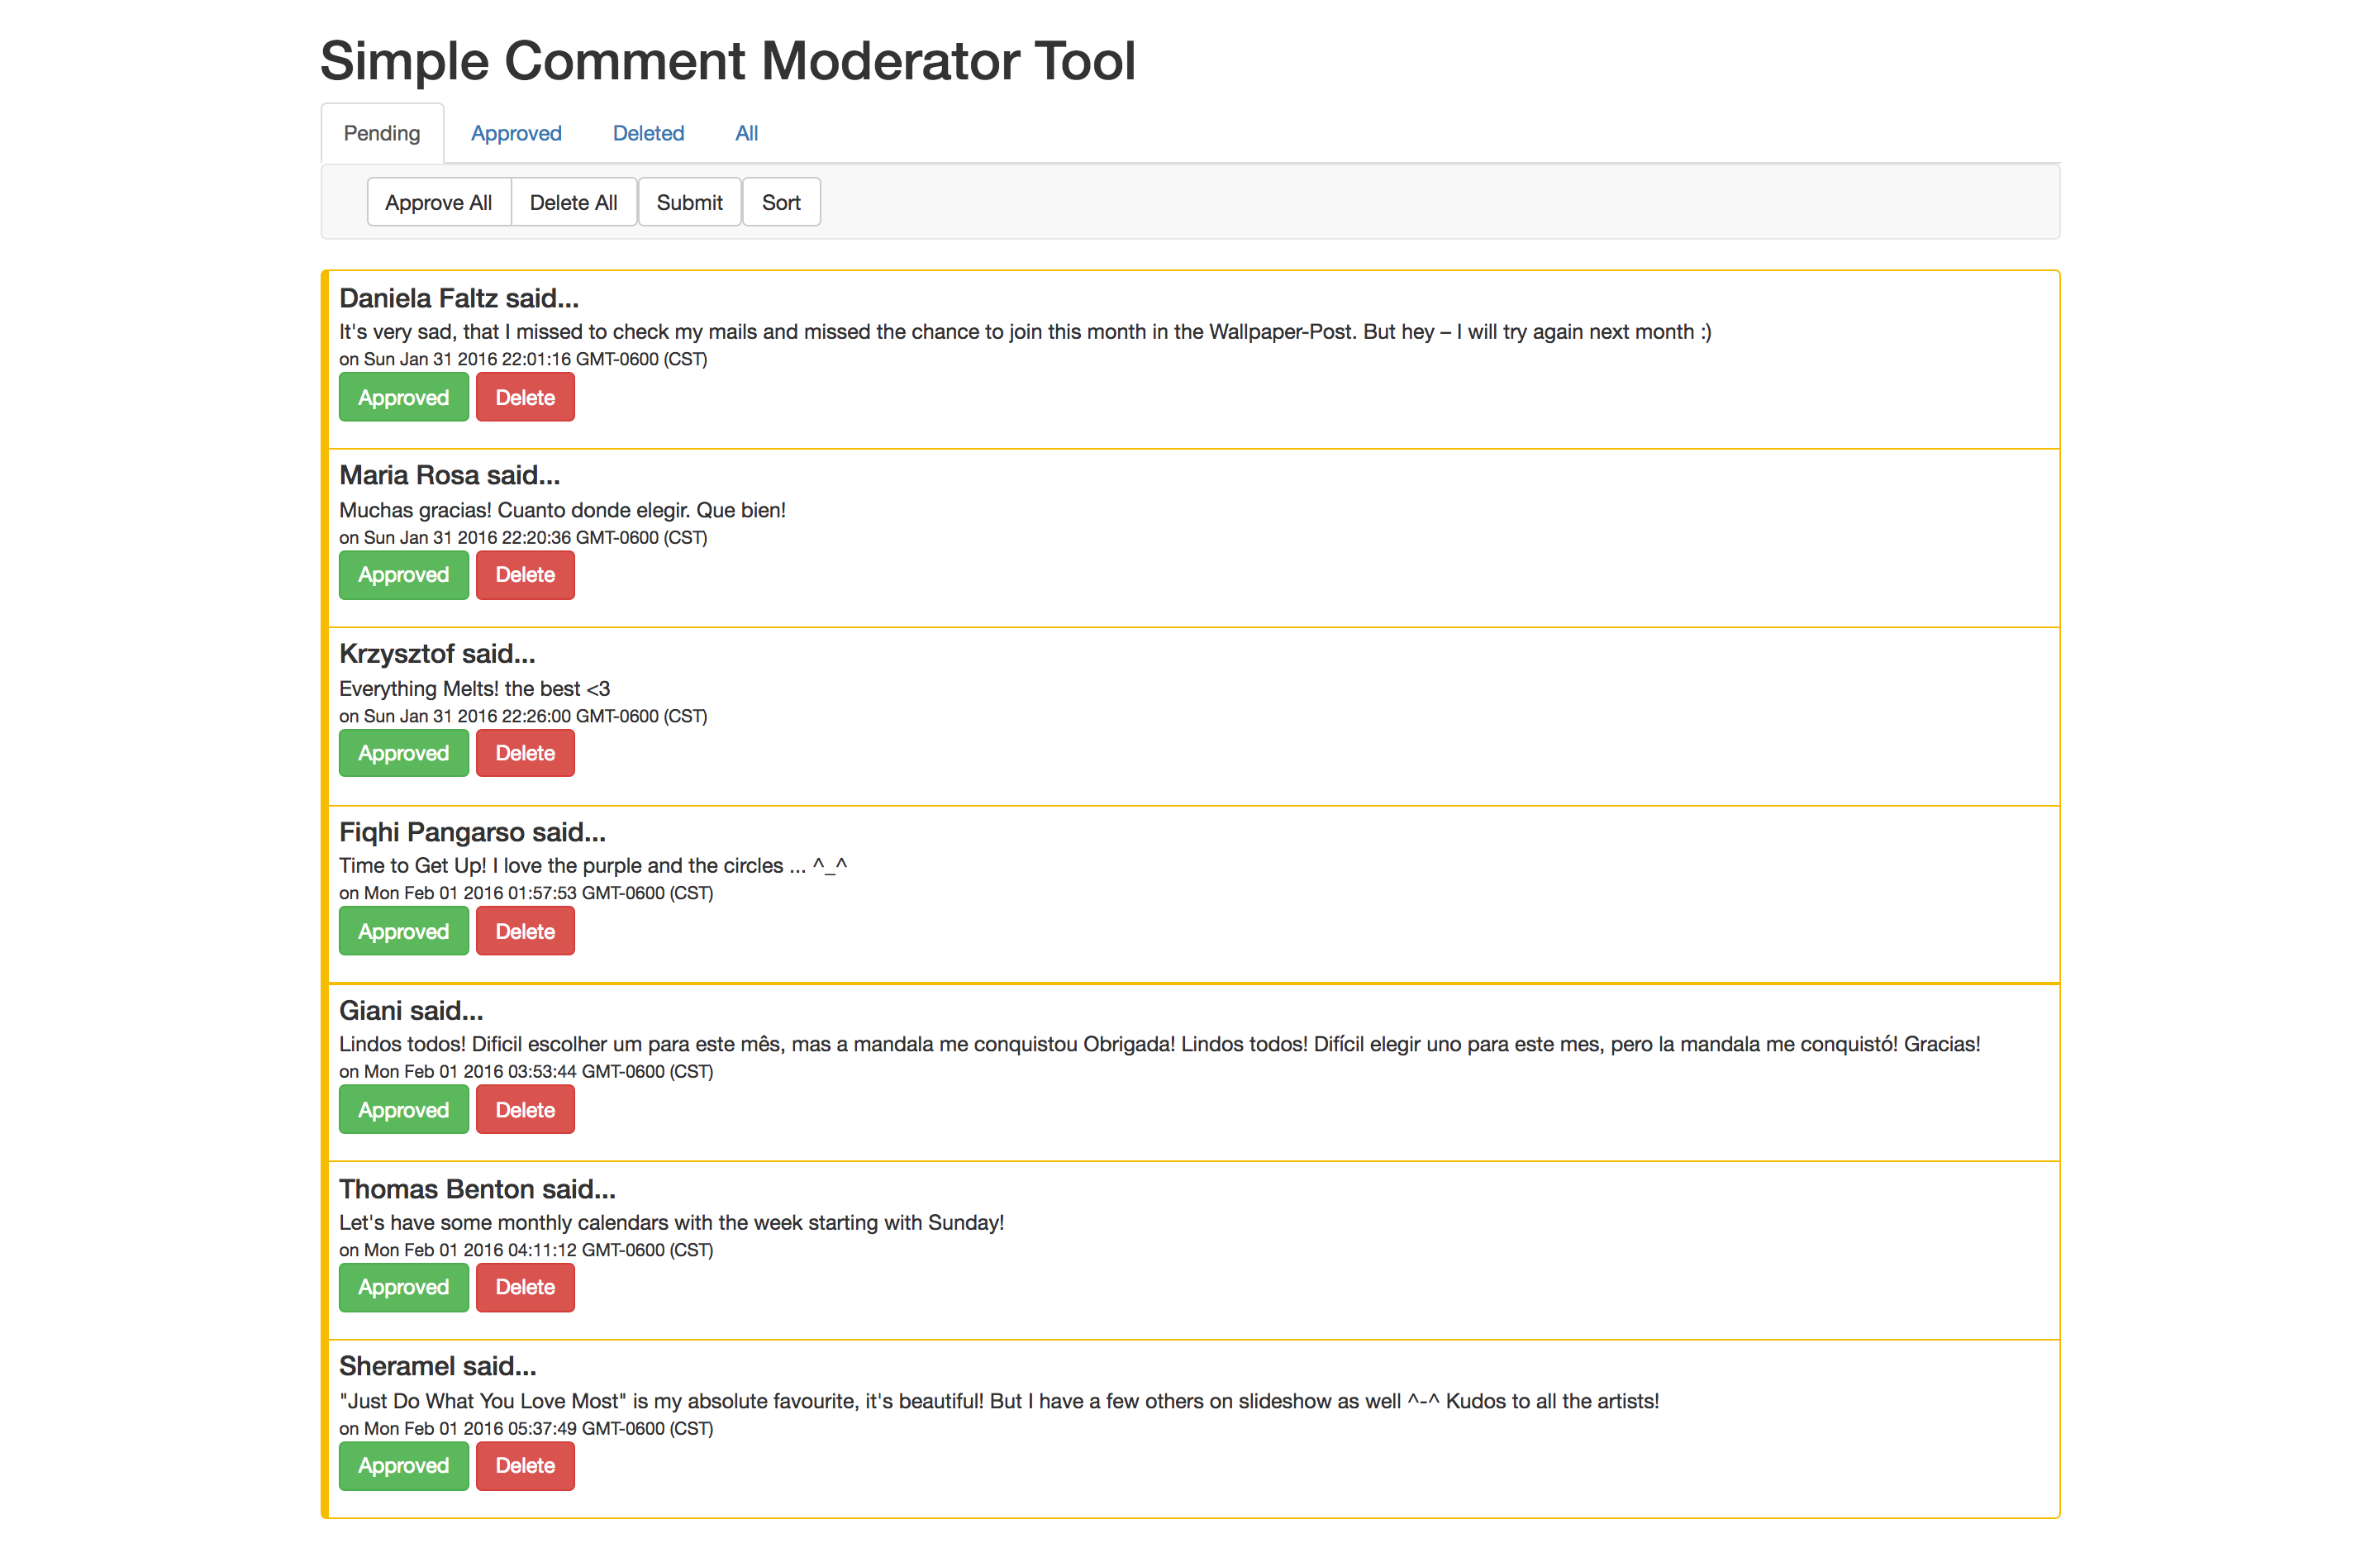 Simple Comment Moderator Tool
Pending Approved Deleted All
Approve All Delete All Submit Sort
Daniela Faltz said...
It's very sad, that I missed to check my mails and missed the chance to join this month in the Wallpaper-Post. But hey – I will try again next month :)
on Sun Jan 31 2016 22:01:16 GMT-0600 (CST)
Approved Delete
Maria Rosa said...
Muchas gracias! Cuanto donde elegir. Que bien!
on Sun Jan 31 2016 22:20:36 GMT-0600 (CST)
Approved Delete
Krzysztof said...
Everything Melts! the best <3
on Sun Jan 31 2016 22:26:00 GMT-0600 (CST)
Approved Delete
Fiqhi Pangarso said...
Time to Get Up! I love the purple and the circles ... ^_^
on Mon Feb 01 2016 01:57:53 GMT-0600 (CST)
Approved Delete
Giani said...
Lindos todos! Dificil escolher um para este mês, mas a mandala me conquistou Obrigada! Lindos todos! Difícil elegir uno para este mes, pero la mandala me conquistó! Gracias!
on Mon Feb 01 2016 03:53:44 GMT-0600 (CST)
Approved Delete
Thomas Benton said...
Let's have some monthly calendars with the week starting with Sunday!
on Mon Feb 01 2016 04:11:12 GMT-0600 (CST)
Approved Delete
Sheramel said...
"Just Do What You Love Most" is my absolute favourite, it's beautiful! But I have a few others on slideshow as well ^-^ Kudos to all the artists!
on Mon Feb 01 2016 05:37:49 GMT-0600 (CST)
Approved Delete